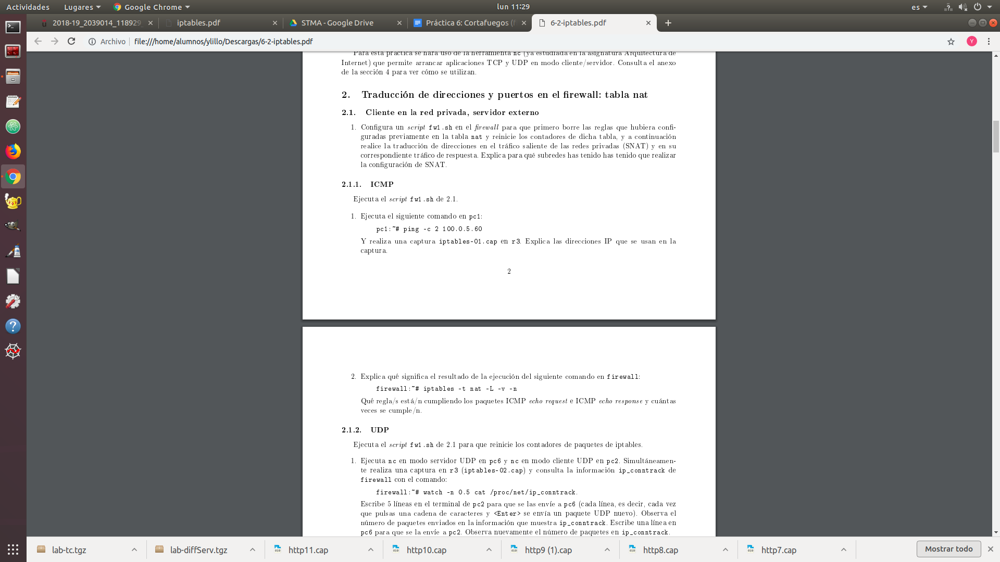 Actividades Lugares Google Chrome lun 11:29 es
2018-19_2039014_118929_ iptables.pdf STMA - Google Drive Práctica 6: Cortafuegos (f 6-2-iptables.pdf
Archivo file:///home/alumnos/ylillo/Descargas/6-2-iptables.pdf Y
Para esta práctica se hará uso de la herramienta nc (ya estudiada en la asignatura Arquitectura de
Internet) que permite arrancar aplicaciones TCP y UDP en modo cliente/servidor. Consulta el anexo
de la sección 4 para ver cómo se utilizan.
2. Traducción de direcciones y puertos en el firewall: tabla nat
2.1. Cliente en la red privada, servidor externo
1. Configura un script fw1.sh en el firewall para que primero borre las reglas que hubiera confi-
guradas previamente en la tabla nat y reinicie los contadores de dicha tabla, y a continuación
realice la traducción de direcciones en el tráfico saliente de las redes privadas (SNAT) y en su
correspondiente tráfico de respuesta. Explica para qué subredes has tenido has tenido que realizar
la configuración de SNAT.
2.1.1. ICMP
Ejecuta el script fw1.sh de 2.1.
1. Ejecuta el siguiente comando en pc1:
pc1:~# ping -c 2 100.0.5.60
Y realiza una captura iptables-01.cap en r3. Explica las direcciones IP que se usan en la
captura.
2
2. Explica qué significa el resultado de la ejecución del siguiente comando en firewall:
firewall:~# iptables -t nat -L -v -n
Qué regla/s está/n cumpliendo los paquetes ICMP echo request e ICMP echo response y cuántas
veces se cumple/n.
2.1.2. UDP
Ejecuta el script fw1.sh de 2.1 para que reinicie los contadores de paquetes de iptables.
1. Ejecuta nc en modo servidor UDP en pc6 y nc en modo cliente UDP en pc2. Simultáneamen-
te realiza una captura en r3 (iptables-02.cap) y consulta la información ip_conntrack de
firewall con el comando:
firewall:~# watch -n 0.5 cat /proc/net/ip_conntrack.
Escribe 5 líneas en el terminal de pc2 para que se las envíe a pc6 (cada línea, es decir, cada vez
que pulsas una cadena de caracteres y <Enter> se envía un paquete UDP nuevo). Observa el
número de paquetes enviados en la información que muestra ip_conntrack. Escribe una línea en
pc6 para que se la envíe a pc2. Observa nuevamente el número de paquetes en ip_conntrack.
lab-tc.tgz lab-diffServ.tgz http11.cap http10.cap http9 (1).cap http8.cap http7.cap Mostrar todo